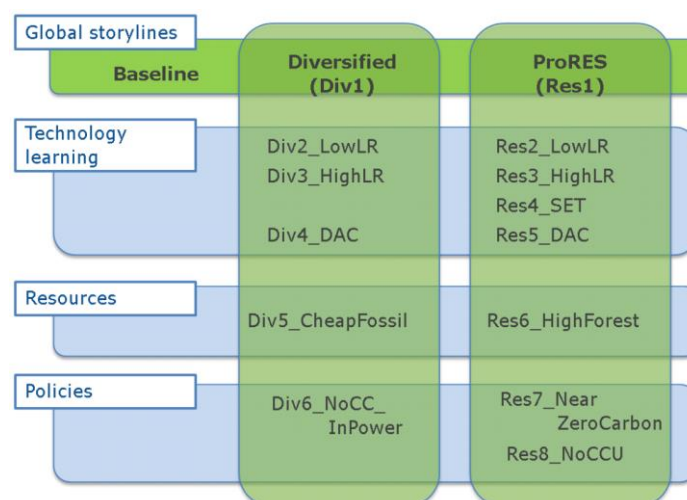 Global storylines
Baseline
Diversified
(Div1)
ProRES
(Res1)
Technology
learning
Div2_LowLR
Div3_HighLR
Div4_DAC
Res2_LowLR
Res3_HighLR
Res4_SET
Res5_DAC
Resources
Div5_CheapFossil
Res6_HighForest
Policies
Div6_NoCC_
InPower
Res7_Near
ZeroCarbon
Res8_NoCCU